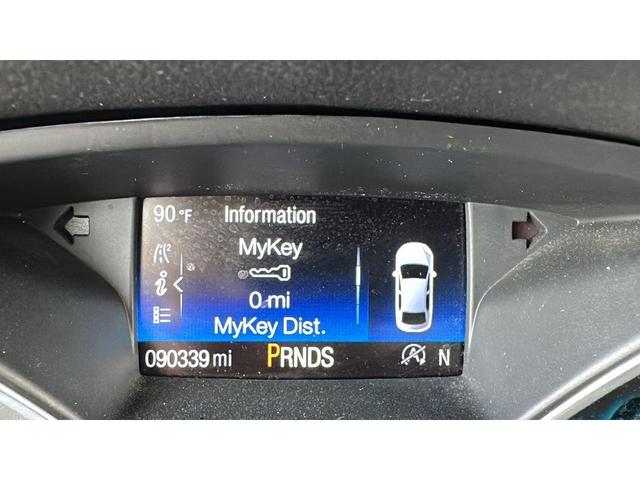 90 °F Information
MyKey
0 mi
MyKey Dist.
090339 mi PRNDS N